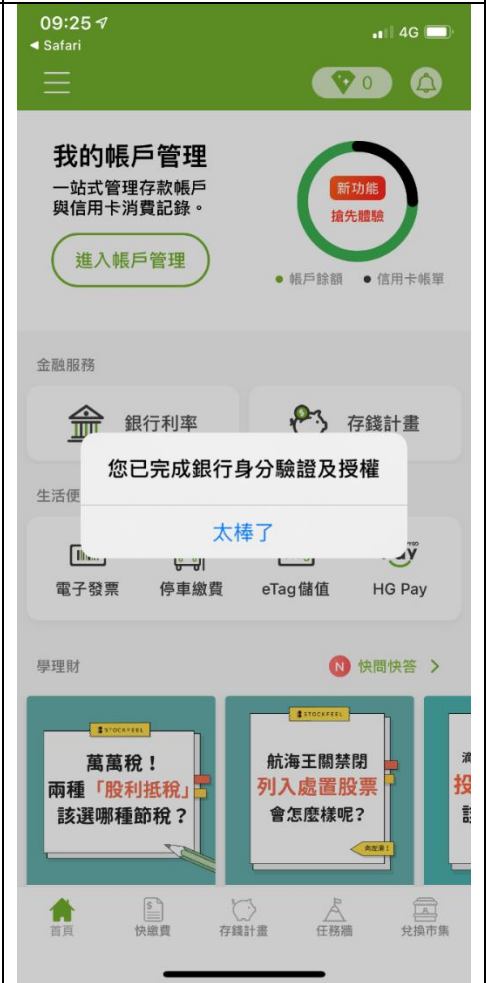 09:25
4G
◀ Safari
0
我的帳戶管理
一站式管理存款帳戶
與信用卡消費記錄。
進入帳戶管理
新功能
搶先體驗
帳戶餘額
信用卡帳單
金融服務
銀行利率
存錢計畫
您已完成銀行身分驗證及授權
太棒了
生活便
電子發票
停車繳費
eTag儲值
HG Pay
學理財
N 快問快答 >
STOCKFEEL
萬萬稅！
兩種「股利抵稅」
該選哪種節稅？
STOCKFEEL
航海王關禁閉
列入處置股票
會怎麼樣呢？
投
首頁
快繳費
存錢計畫
任務牆
兌換市集